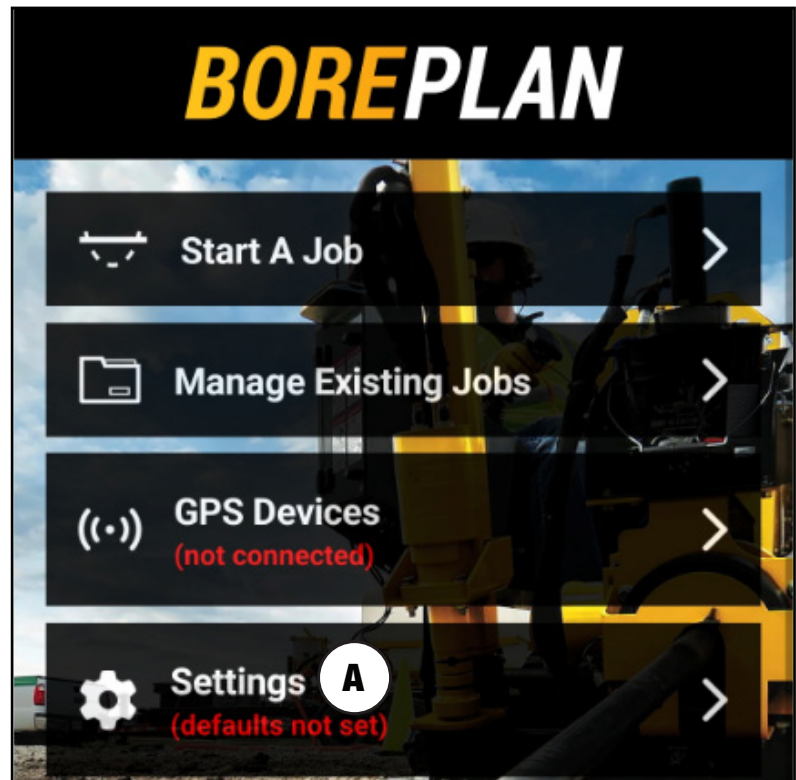 BOREPLAN
Start A Job
Manage Existing Jobs
GPS Devices
(not connected)
Settings A
(defaults not set)